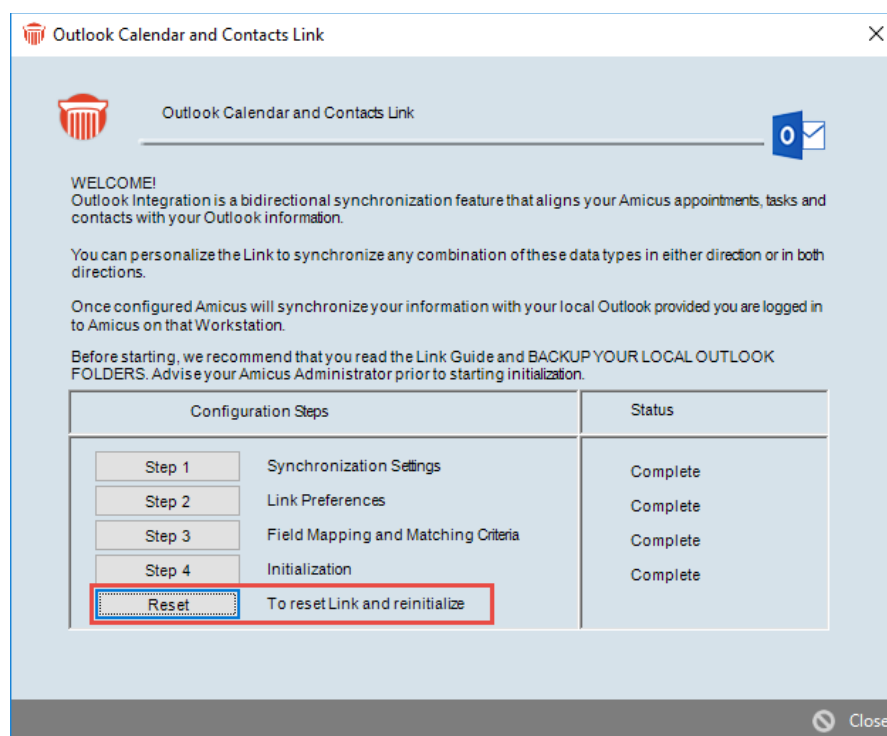 Outlook Calendar and Contacts Link
Outlook Calendar and Contacts Link
O
WELCOME!
Outlook Integration is a bidirectional synchronization feature that aligns your Amicus appointments, tasks and
contacts with your Outlook information.
You can personalize the Link to synchronize any combination of these data types in either direction or in both
directions.
Once configured Amicus will synchronize your information with your local Outlook provided you are logged in
to Amicus on that Workstation.
Before starting, we recommend that you read the Link Guide and BACKUP YOUR LOCAL OUTLOOK
FOLDERS. Advise your Amicus Administrator prior to starting initialization.
Configuration Steps Status
Step 1 Synchronization Settings Complete
Step 2 Link Preferences Complete
Step 3 Field Mapping and Matching Criteria Complete
Step 4 Initialization Complete
Reset To reset Link and reinitialize
Close